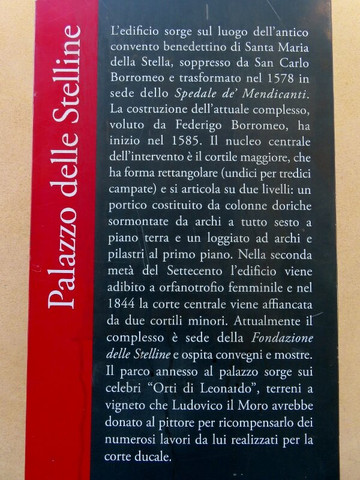 Palazzo delle Stelline
L'edificio sorge sul luogo dell'antico
convento benedettino di Santa Maria
della Stella, soppresso da San Carlo
Borromeo e trasformato nel 1578 in
sede dello Spedale de' Mendicanti.
La costruzione dell'attuale complesso,
voluto da Federigo Borromeo, ha
inizio nel 1585. Il nucleo centrale
dell'intervento è il cortile maggiore, che
ha forma rettangolare (undici per tredici
campate) e si articola su due livelli: un
portico costituito da colonne doriche
sormontate da archi a tutto sesto a
piano terra e un loggiato ad archi e
pilastri al primo piano. Nella seconda
metà del Settecento l'edificio viene
adibito a orfanotrofio femminile e nel
1844 la corte centrale viene affiancata
da due cortili minori. Attualmente il
complesso è sede della Fondazione
delle Stelline e ospita convegni e mostre.
Il parco annesso al palazzo sorge sui
celebri “Orti di Leonardo”, terreni a
vigneto che Ludovico il Moro avrebbe
donato al pittore per ricompensarlo dei
numerosi lavori da lui realizzati per la
corte ducale.